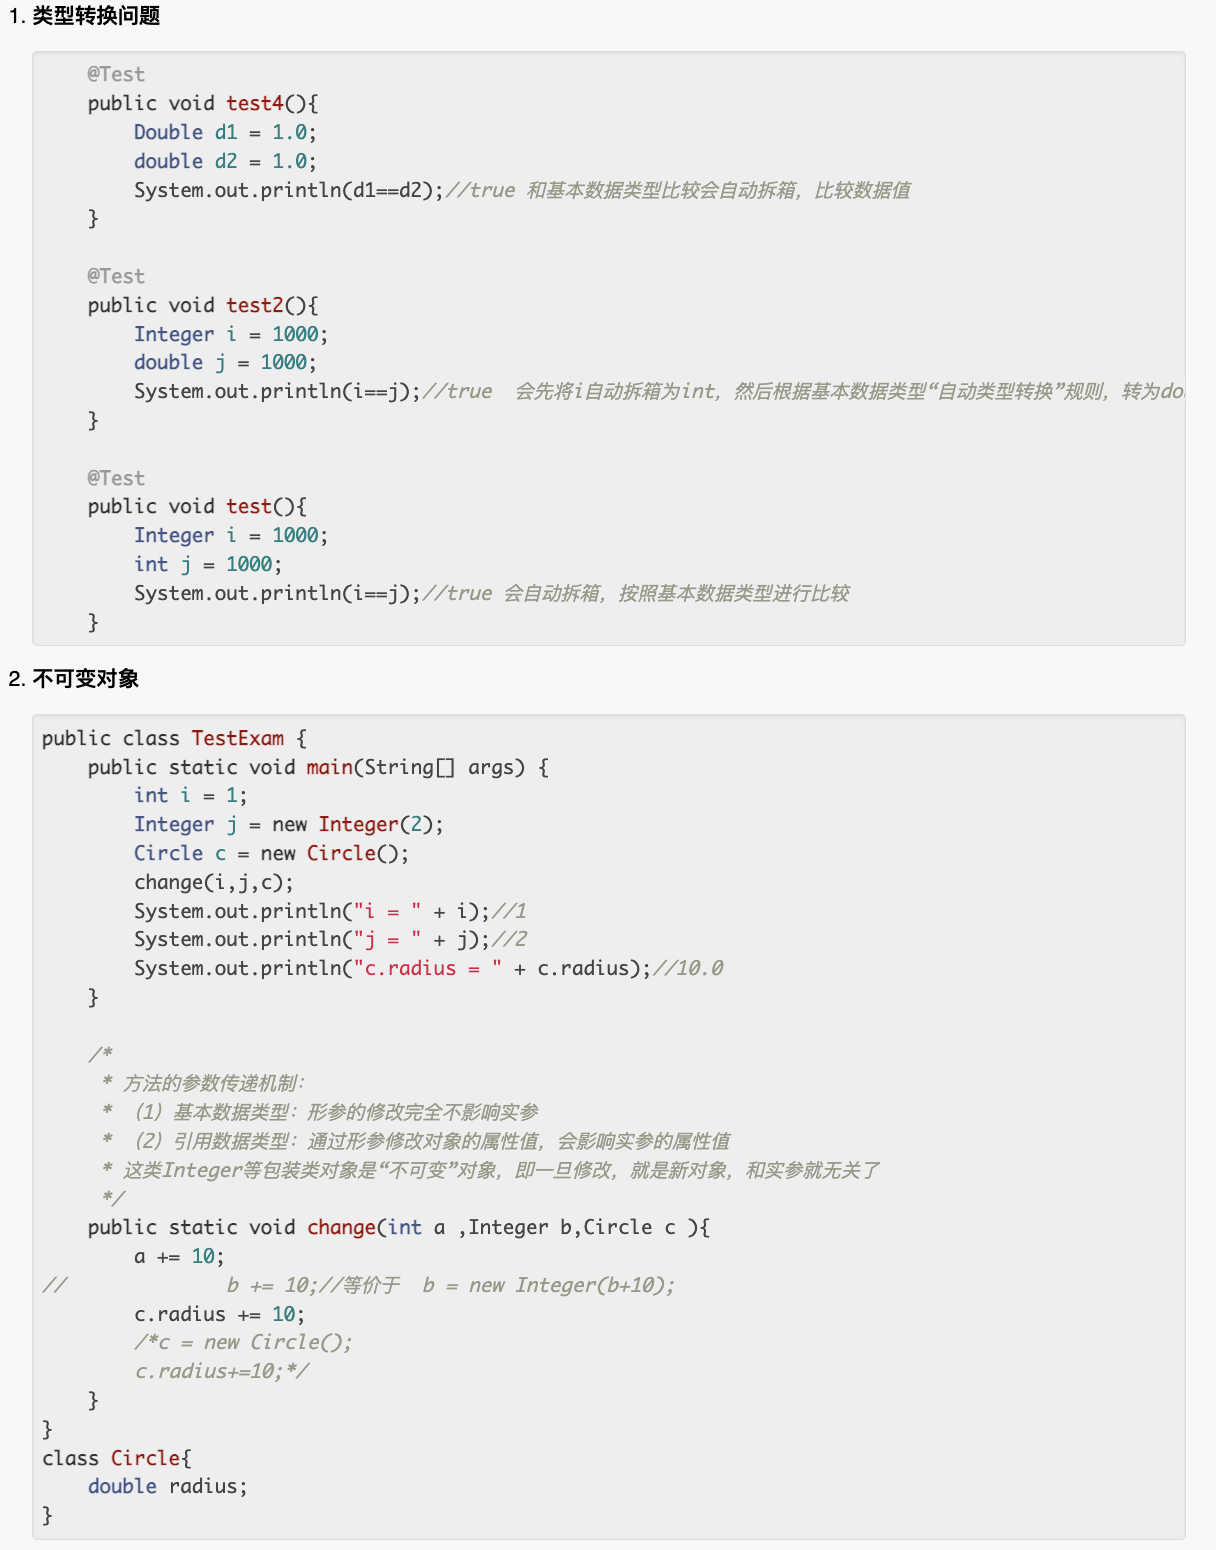 1. 类型转换问题
@Test
public void test4(){
Double d1 = 1.0;
double d2 = 1.0;
System.out.println(d1==d2);//true 和基本数据类型比较会自动拆箱，比较数据值
}
@Test
public void test2(){
Integer i = 1000;
double j = 1000;
System.out.println(i==j);//true  会先将i自动拆箱为int，然后根据基本数据类型“自动类型转换”规则，转为do
}
@Test
public void test(){
Integer i = 1000;
int j = 1000;
System.out.println(i==j);//true 会自动拆箱，按照基本数据类型进行比较
}
2. 不可变对象
public class TestExam {
public static void main(String[] args) {
int i = 1;
Integer j = new Integer(2);
Circle c = new Circle();
change(i,j,c);
System.out.println("i = " + i);//1
System.out.println("j = " + j);//2
System.out.println("c.radius = " + c.radius);//10.0
}
/*
* 方法的参数传递机制：
* （1）基本数据类型：形参的修改完全不影响实参
* （2）引用数据类型：通过形参修改对象的属性值，会影响实参的属性值
* 这类Integer等包装类对象是“不可变”对象，即一旦修改，就是新对象，和实参就无关了
*/
public static void change(int a ,Integer b,Circle c ){
a += 10;
//              b += 10;//等价于  b = new Integer(b+10);
c.radius += 10;
/*c = new Circle();
c.radius+=10;*/
}
}
class Circle{
double radius;
}